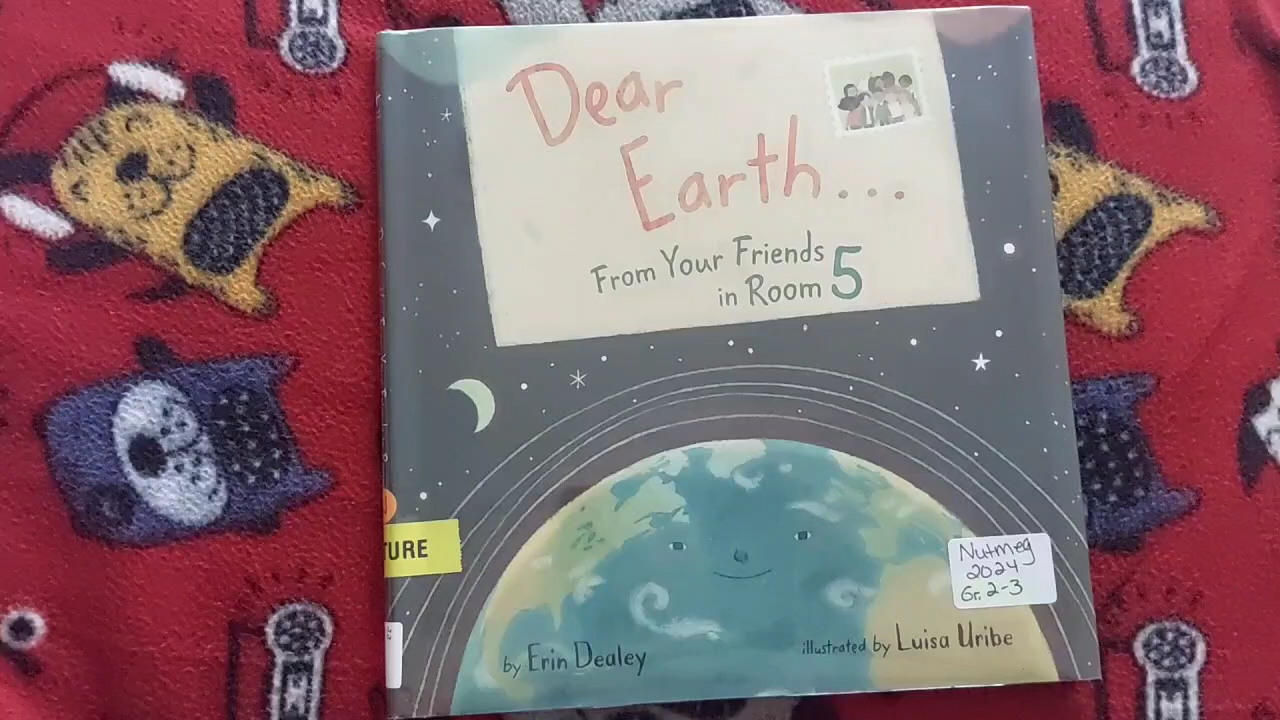 Dear
Earth...
From Your Friends
in Room 5
TURE
Nutmeg
2024
Gr. 2-3
by Erin Dealey
illustrated by Luisa Uribe